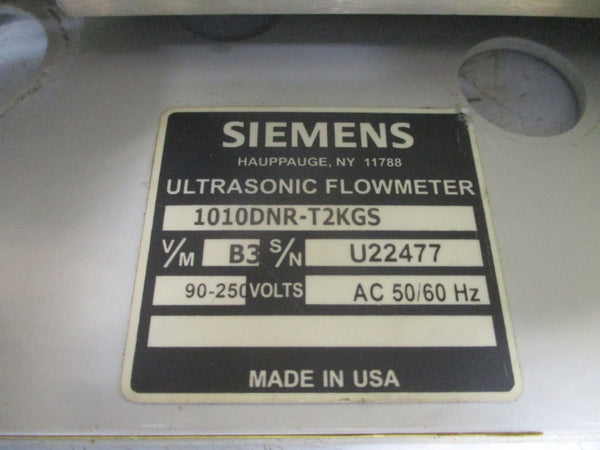 SIEMENS
HAUPPAUGE, NY 11788
ULTRASONIC FLOWMETER
1010DNR-T2KGS
V/M B3 S/N U22477
90-250 VOLTS AC 50/60 Hz
MADE IN USA